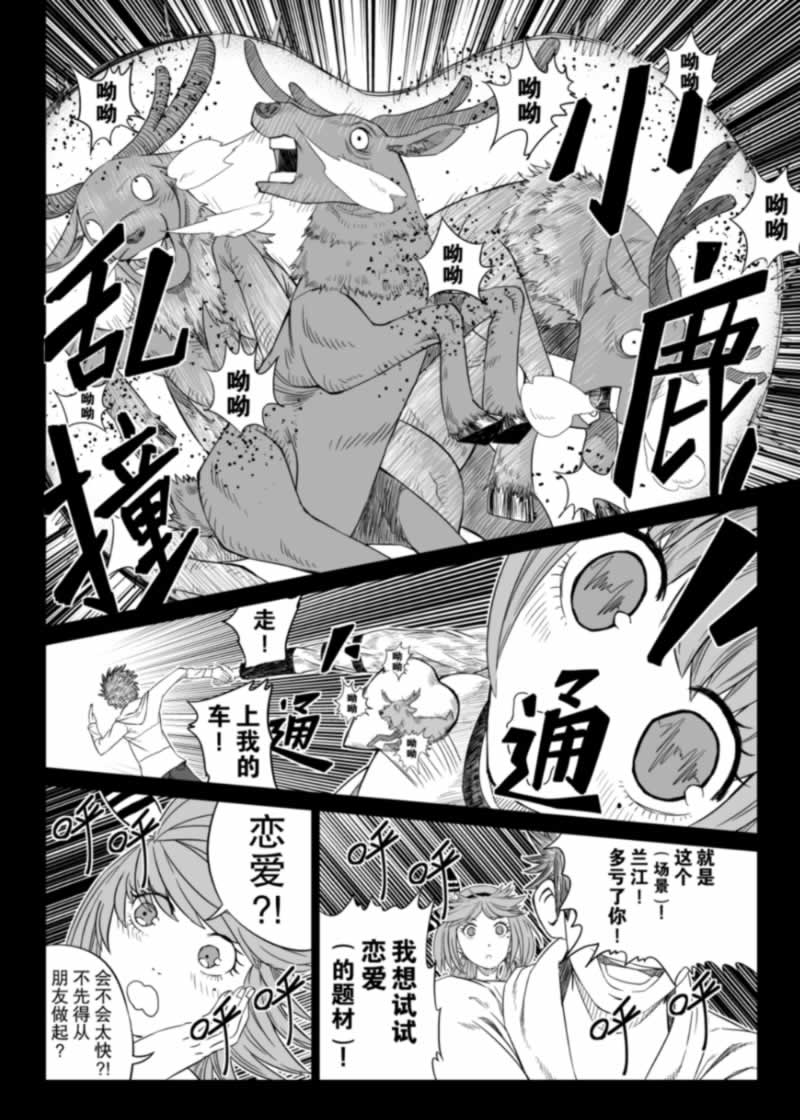 呦呦
呦呦
呦呦
小鹿
呦呦
呦呦
乱撞
呦呦
呦呦
！！
通
走！
上我的
车！
！
通
呦呦
呦呦
呦呦
就是
这个
（场景）！
兰江！
多亏了你！
我想试试
恋爱
（的题材）！
呼
呼
呼
呼
恋爱?!
呼
呼
呼
呼
会不会太快?!
不先得从
朋友做起？